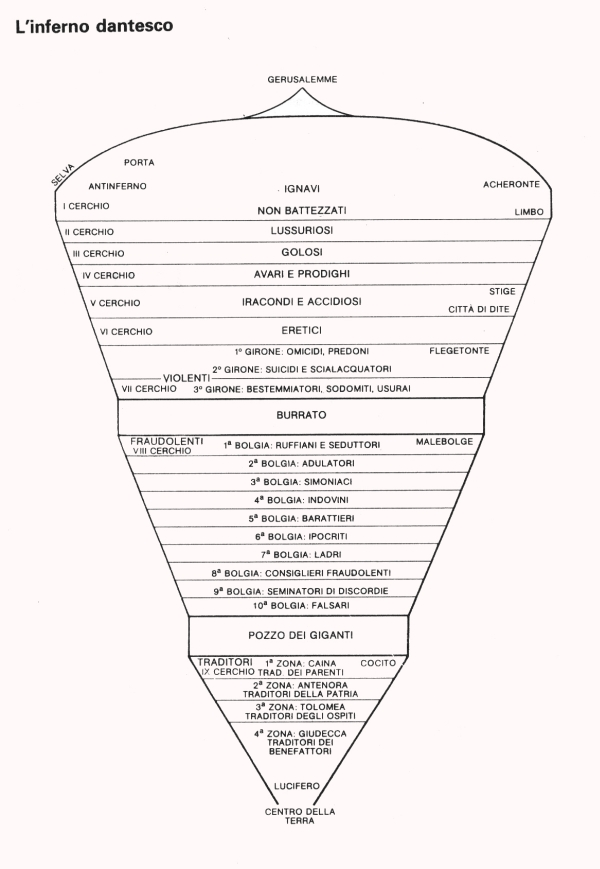 L'inferno dantesco
GERUSALEMME
SELVA
PORTA
ANTINFERNO
IGNAVI
ACHERONTE
I CERCHIO
NON BATTEZZATI
LIMBO
II CERCHIO
LUSSURIOSI
III CERCHIO
GOLOSI
IV CERCHIO
AVARI E PRODIGHI
V CERCHIO
IRACONDI E ACCIDIOSI
STIGE
CITTÀ DI DITE
VI CERCHIO
ERETICI
1º GIRONE: OMICIDI, PREDONI
FLEGETONTE
2º GIRONE: SUICIDI E SCIALACQUATORI
VIOLENTI
VII CERCHIO
3º GIRONE: BESTEMMIATORI, SODOMITI, USURAI
BURRATO
FRAUDOLENTI
VIII CERCHIO
1ª BOLGIA: RUFFIANI E SEDUTTORI
MALEBOLGE
2ª BOLGIA: ADULATORI
3ª BOLGIA: SIMONIACI
4ª BOLGIA: INDOVINI
5ª BOLGIA: BARATTIERI
6ª BOLGIA: IPOCRITI
7ª BOLGIA: LADRI
8ª BOLGIA: CONSIGLIERI FRAUDOLENTI
9ª BOLGIA: SEMINATORI DI DISCORDIE
10ª BOLGIA: FALSARI
POZZO DEI GIGANTI
TRADITORI
IX CERCHIO
1ª ZONA: CAINA
TRAD. DEI PARENTI
COCITO
2ª ZONA: ANTENORA
TRADITORI DELLA PATRIA
3ª ZONA: TOLOMEA
TRADITORI DEGLI OSPITI
4ª ZONA: GIUDECCA
TRADITORI DEI
BENEFATTORI
LUCIFERO
CENTRO DELLA
TERRA